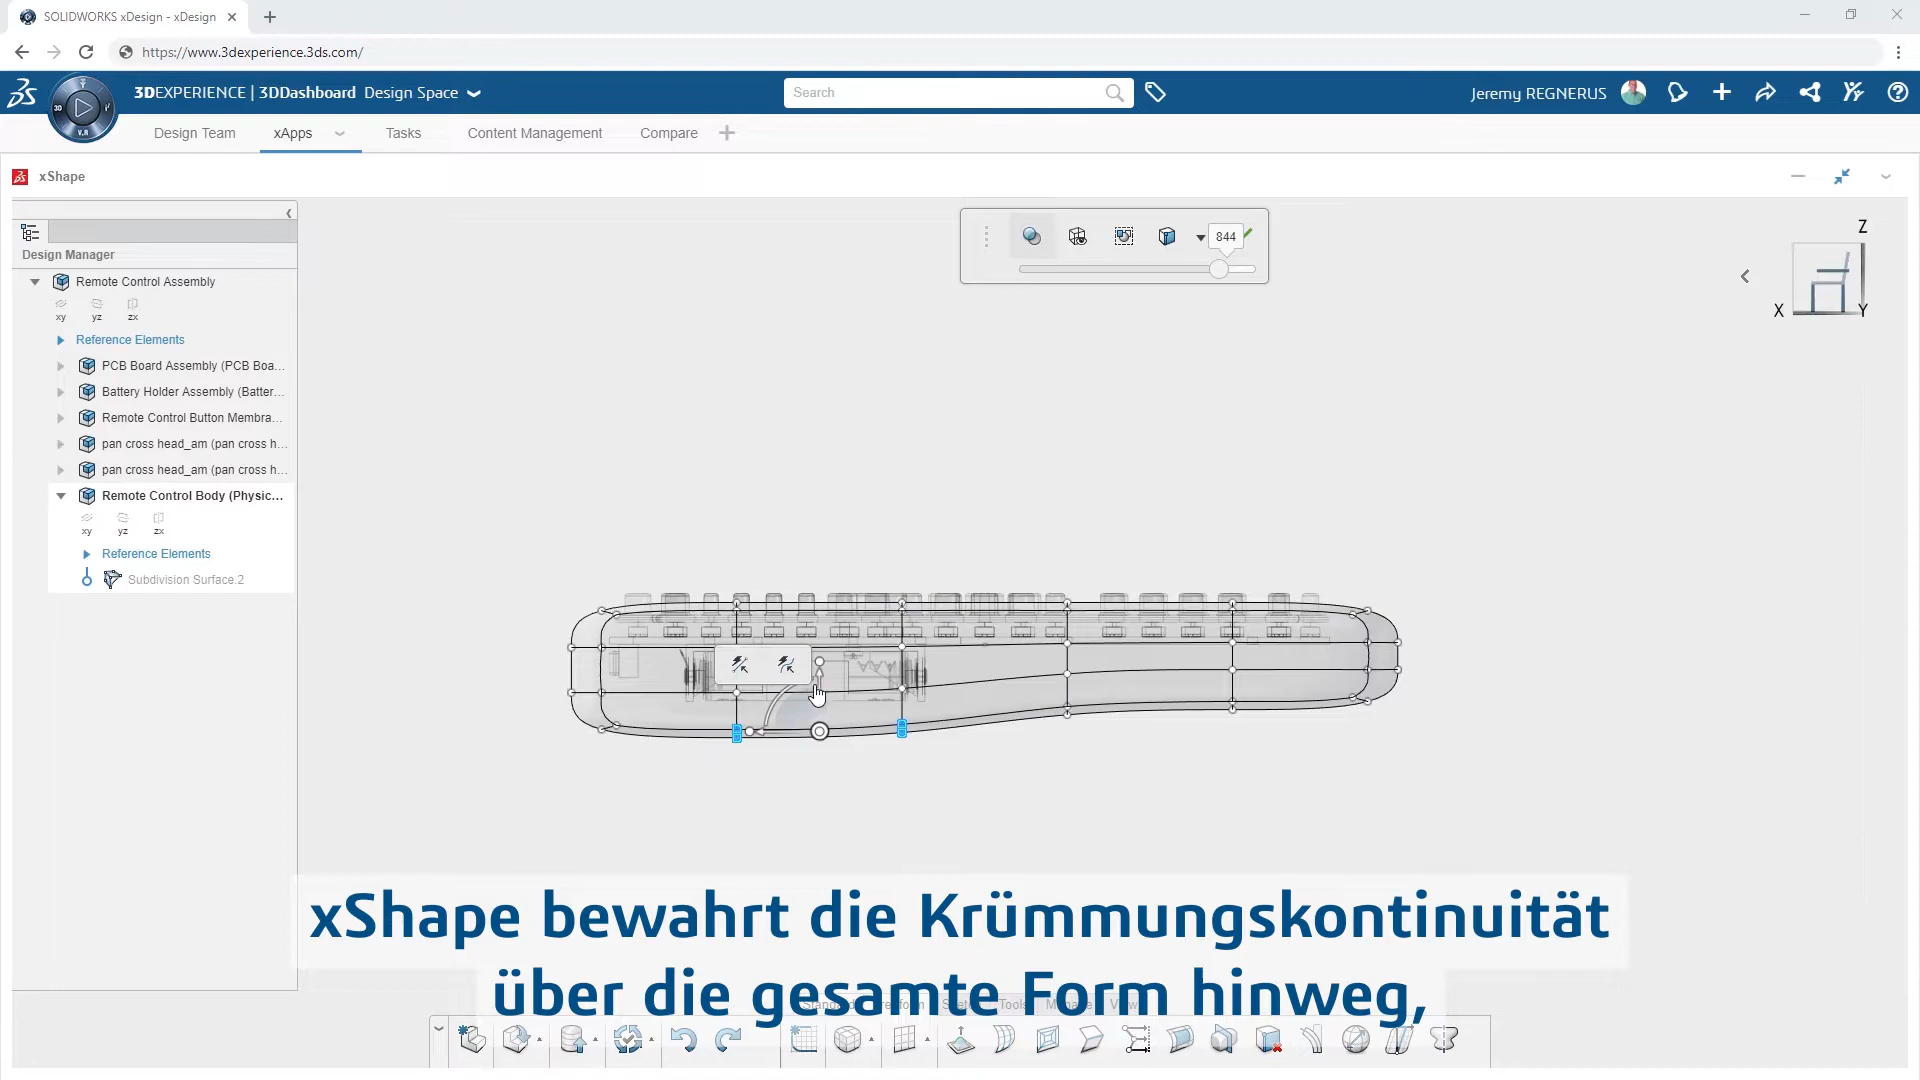 SOLIDWORKS xDesign - xDesign
https://www.3dexperience.3ds.com/
3DEXPERIENCE | 3DDashboard Design Space
Search
Jeremy REGNERUS
3D
V.R
Design Team
xApps
Tasks
Content Management
Compare
xShape
Design Manager
844
Z
X
Y
Remote Control Assembly
xy yz zx
Reference Elements
PCB Board Assembly (PCB Boa...
Battery Holder Assembly (Batter...
Remote Control Button Membra...
pan cross head_am (pan cross h...
pan cross head_am (pan cross h...
Remote Control Body (Physic...
xy yz zx
Reference Elements
Subdivision Surface.2
xShape bewahrt die Krümmungskontinuität
über die gesamte Form hinweg,
Tools
View